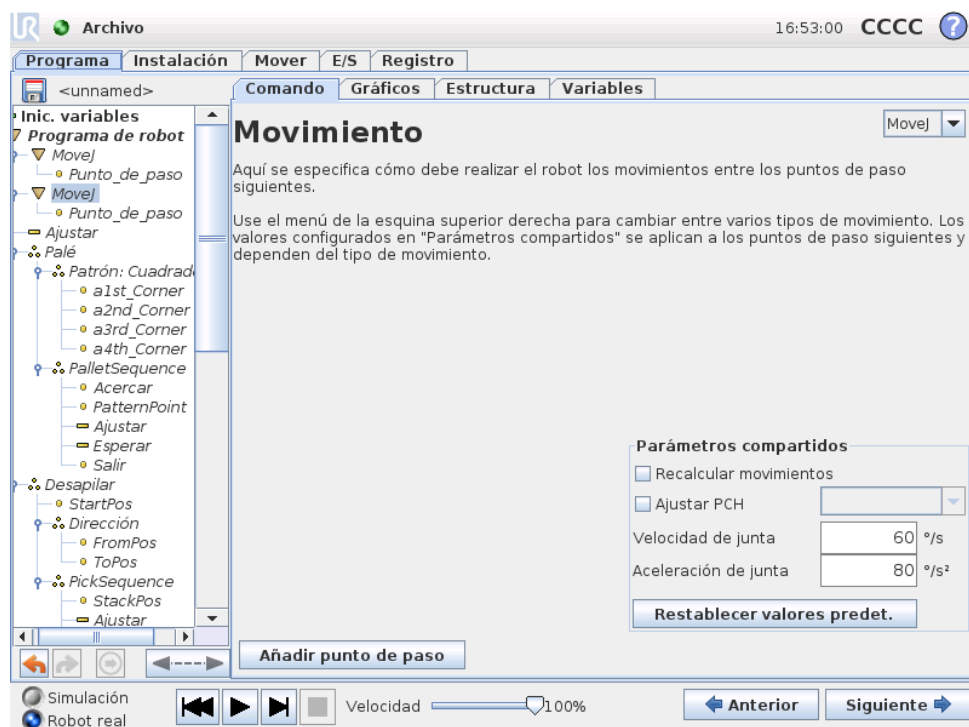 UR Archivo 16:53:00 CCCC ?
Programa Instalación Mover E/S Registro
<unnamed>
Comando Gráficos Estructura Variables
Inic. variables
Programa de robot
MoveJ
Punto_de_paso
MoveJ
Punto_de_paso
Ajustar
Palé
Patrón: Cuadrad
a1st_Corner
a2nd_Corner
a3rd_Corner
a4th_Corner
PalletSequence
Acercar
PatternPoint
Ajustar
Esperar
Salir
Desapilar
StartPos
Dirección
FromPos
ToPos
PickSequence
StackPos
Ajustar
Movimiento
MoveJ
Aquí se especifica cómo debe realizar el robot los movimientos entre los puntos de paso
siguientes.
Use el menú de la esquina superior derecha para cambiar entre varios tipos de movimiento. Los
valores configurados en "Parámetros compartidos" se aplican a los puntos de paso siguientes y
dependen del tipo de movimiento.
Parámetros compartidos
Recalcular movimientos
Ajustar PCH
Velocidad de junta 60 °/s
Aceleración de junta 80 °/s²
Restablecer valores predet.
Añadir punto de paso
Simulación
Robot real
Velocidad 100%
Anterior Siguiente